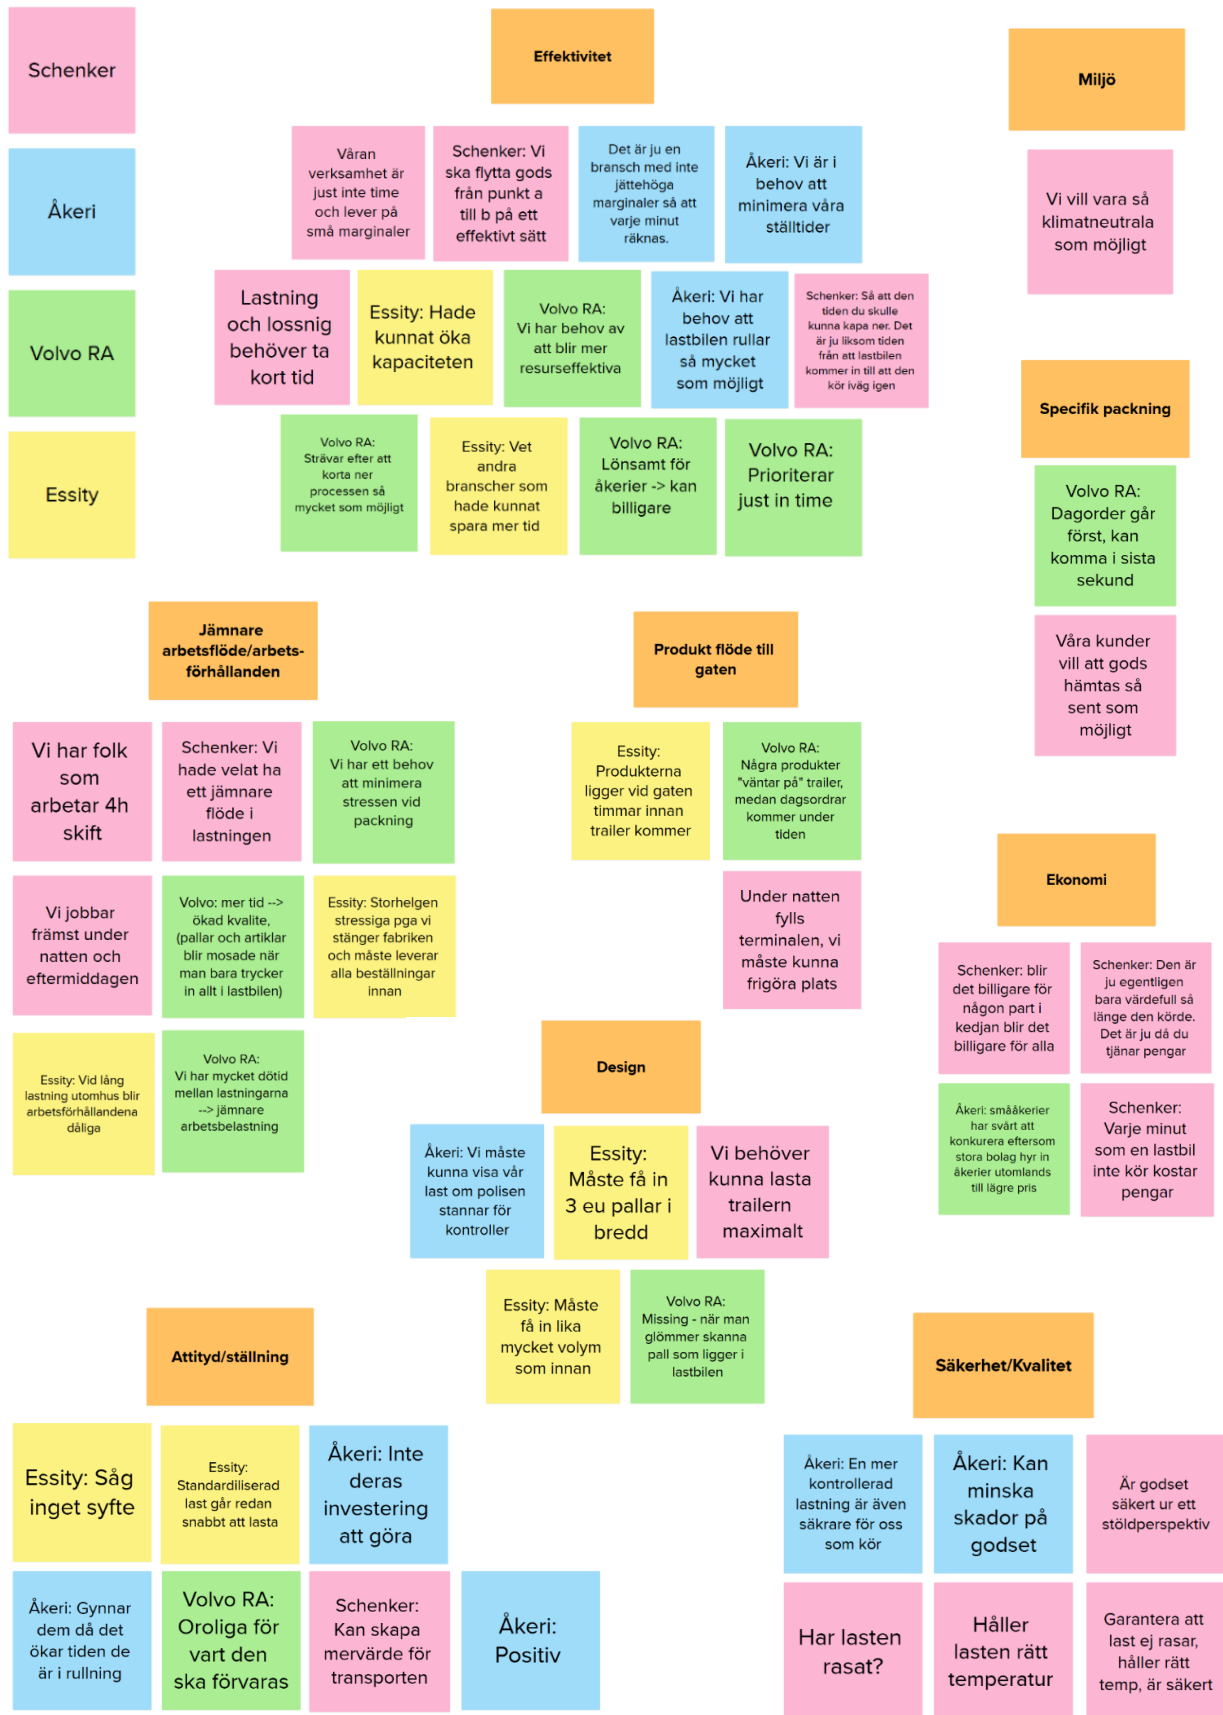 Schenker
Åkeri
Volvo RA
Essity
Effektivitet
Våran
verksamhet är
just inte time
och lever på
små marginaler
Schenker: Vi
ska flytta gods
från punkt a
till b på ett
effektivt sätt
Det är ju en
bransch med inte
jättehöga
marginaler så att
varje minut
räknas.
Åkeri: Vi är i
behov att
minimera våra
ställtider
Lastning
och lossnig
behöver ta
kort tid
Essity: Hade
kunnat öka
kapaciteten
Volvo RA:
Vi har behov av
att blir mer
resurseffektiva
Åkeri: Vi har
behov att
lastbilen rullar
så mycket
som möjligt
Schenker: Så att den
tiden du skulle
kunna kapa ner. Det
är ju liksom tiden
från att lastbilen
kommer in till att den
kör iväg igen
Volvo RA:
Strävar efter att
korta ner
processen så
mycket som möjligt
Essity: Vet
andra
branscher som
hade kunnat
spara mer tid
Volvo RA:
Lönsamt för
åkerier -> kan
billigare
Volvo RA:
Prioriterar
just in time
Miljö
Vi vill vara så
klimatneutrala
som möjligt
Specifik packning
Volvo RA:
Dagorder går
först, kan
komma i sista
sekund
Våra kunder
vill att gods
hämtas så
sent som
möjligt
Jämnare
arbetsflöde/arbets-
förhållanden
Vi har folk
som
arbetar 4h
skift
Schenker: Vi
hade velat ha
ett jämnare
flöde i
lastningen
Volvo RA:
Vi har ett behov
att minimera
stressen vid
packning
Vi jobbar
främst under
natten och
eftermiddagen
Volvo: mer tid -->
ökad kvalite,
(pallar och artiklar
blir mosade när
man bara trycker
in allt i lastbilen)
Essity: Storhelgen
stressiga pga vi
stänger fabriken
och måste leverar
alla beställningar
innan
Essity: Vid lång
lastning utomhus blir
arbetsförhållandena
dåliga
Volvo RA:
Vi har mycket dötid
mellan lastningarna
--> jämnare
arbetsbelastning
Produkt flöde till
gaten
Essity:
Produkterna
ligger vid gaten
timmar innan
trailer kommer
Volvo RA:
Några produkter
"väntar på" trailer,
medan dagsordrar
kommer under
tiden
Under natten
fylls
terminalen, vi
måste kunna
frigöra plats
Ekonomi
Schenker: blir
det billigare för
någon part i
kedjan blir det
billigare för alla
Schenker: Den är
ju egentligen
bara värdefull så
länge den körde.
Det är ju då du
tjänar pengar
Åkeri: smååkerier
har svårt att
konkurera eftersom
stora bolag hyr in
åkerier utomlands
till lägre pris
Schenker:
Varje minut
som en lastbil
inte kör kostar
pengar
Design
Åkeri: Vi måste
kunna visa vår
last om polisen
stannar för
kontroller
Essity:
Måste få in
3 eu pallar i
bredd
Vi behöver
kunna lasta
trailern
maximalt
Essity: Måste
få in lika
mycket volym
som innan
Volvo RA:
Missing - när man
glömmer skanna
pall som ligger i
lastbilen
Attityd/ställning
Essity: Såg
inget syfte
Essity:
Standardiliserad
last går redan
snabbt att lasta
Åkeri: Inte
deras
investering
att göra
Åkeri: Gynnar
dem då det
ökar tiden de
är i rullning
Volvo RA:
Oroliga för
vart den
ska förvaras
Schenker:
Kan skapa
mervärde för
transporten
Åkeri:
Positiv
Säkerhet/Kvalitet
Åkeri: En mer
kontrollerad
lastning är även
säkrare för oss
som kör
Åkeri: Kan
minska
skador på
godset
Är godset
säkert ur ett
stöldperspektiv
Har lasten
rasat?
Håller
lasten rätt
temperatur
Garantera att
last ej rasar,
håller rätt
temp, är säkert